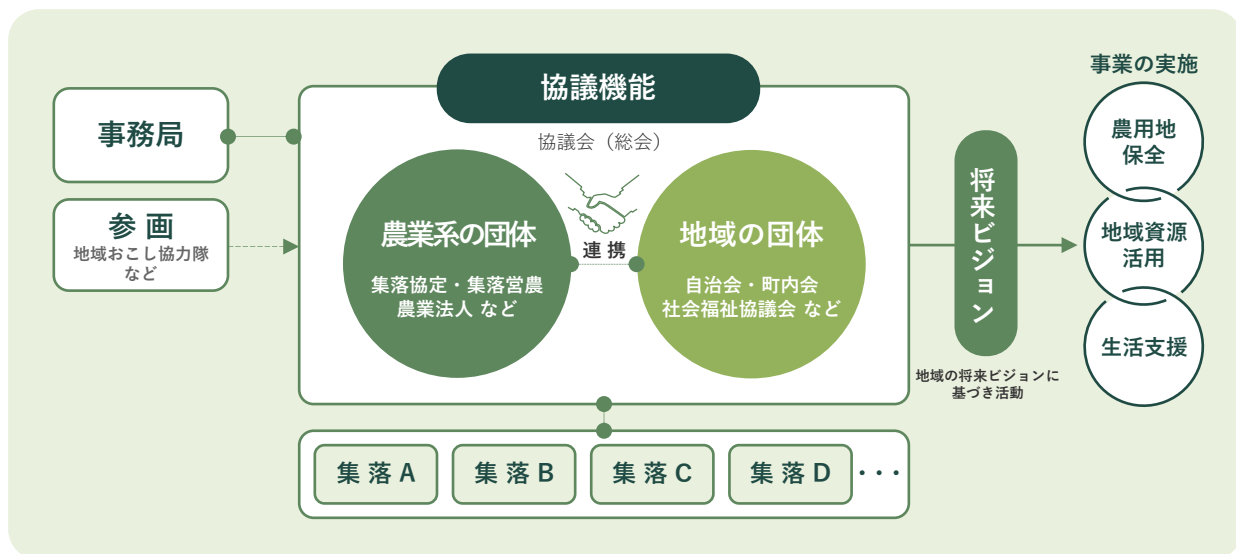 協議機能
協議会（総会）
事務局
参 画
地域おこし協力隊
など
農業系の団体
集落協定・集落営農
農業法人 など
連 携
地域の団体
自治会・町内会
社会福祉協議会 など
将来ビジョン
地域の将来ビジョンに
基づき活動
事業の実施
農用地
保全
地域資源
活用
生活支援
集 落 A
集 落 B
集 落 C
集 落 D
・・・